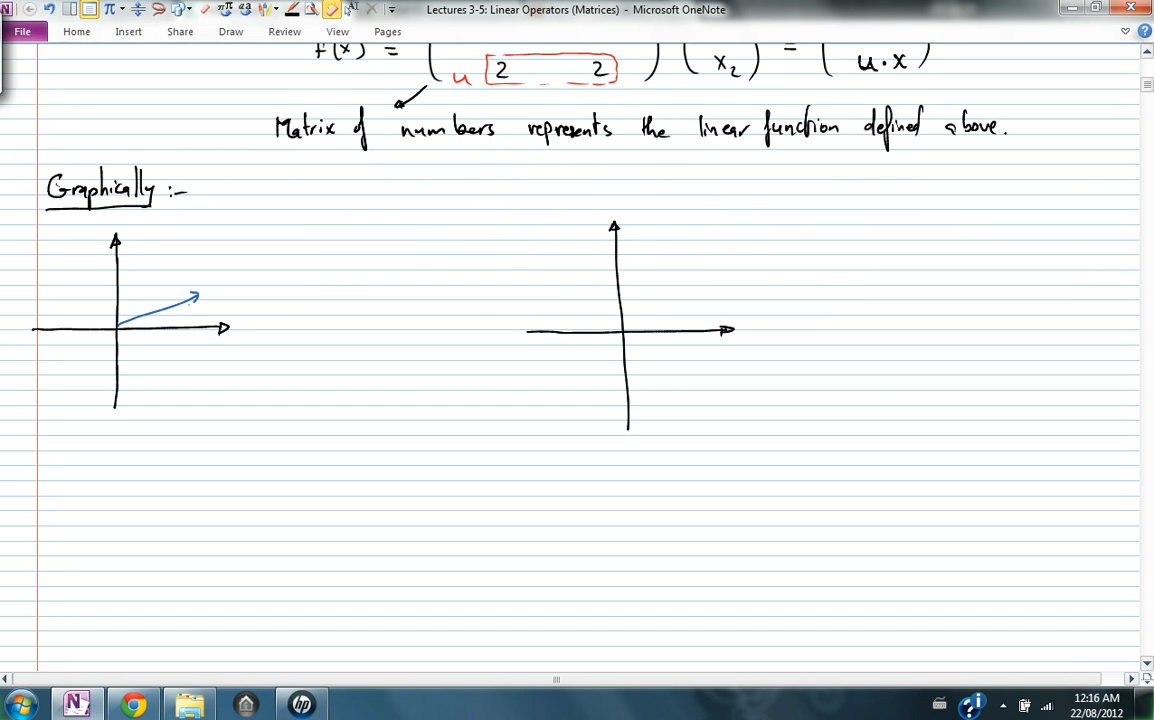 Lectures 3-5: Linear Operators (Matrices) - Microsoft OneNote
File Home Insert Share Draw Review View Pages
f(x) = ( u 2 2 ) ( x₂ ) = ( u·x )
Matrix of numbers represents the linear function defined above.
Graphically :-
12:16 AM
22/08/2012